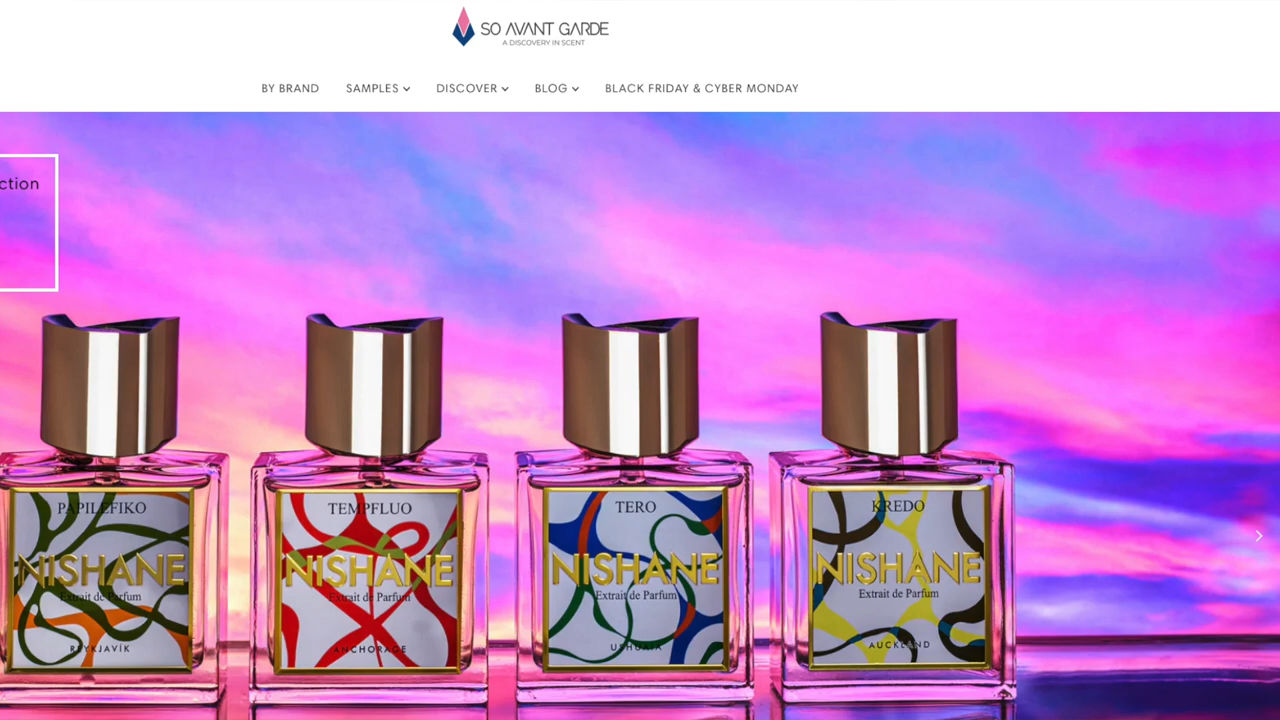 SO AVANT GARDE
A DISCOVERY IN SCENT
BY BRAND SAMPLES DISCOVER BLOG BLACK FRIDAY & CYBER MONDAY
ction
PAPILEFIKO
NISHANE
Extrait de Parfum
REYKJAVÍK
TEMPFLUO
NISHANE
Extrait de Parfum
ANCHORAGE
TERO
NISHANE
Extrait de Parfum
USHUAIA
KREDO
NISHANE
Extrait de Parfum
AUCKLAND